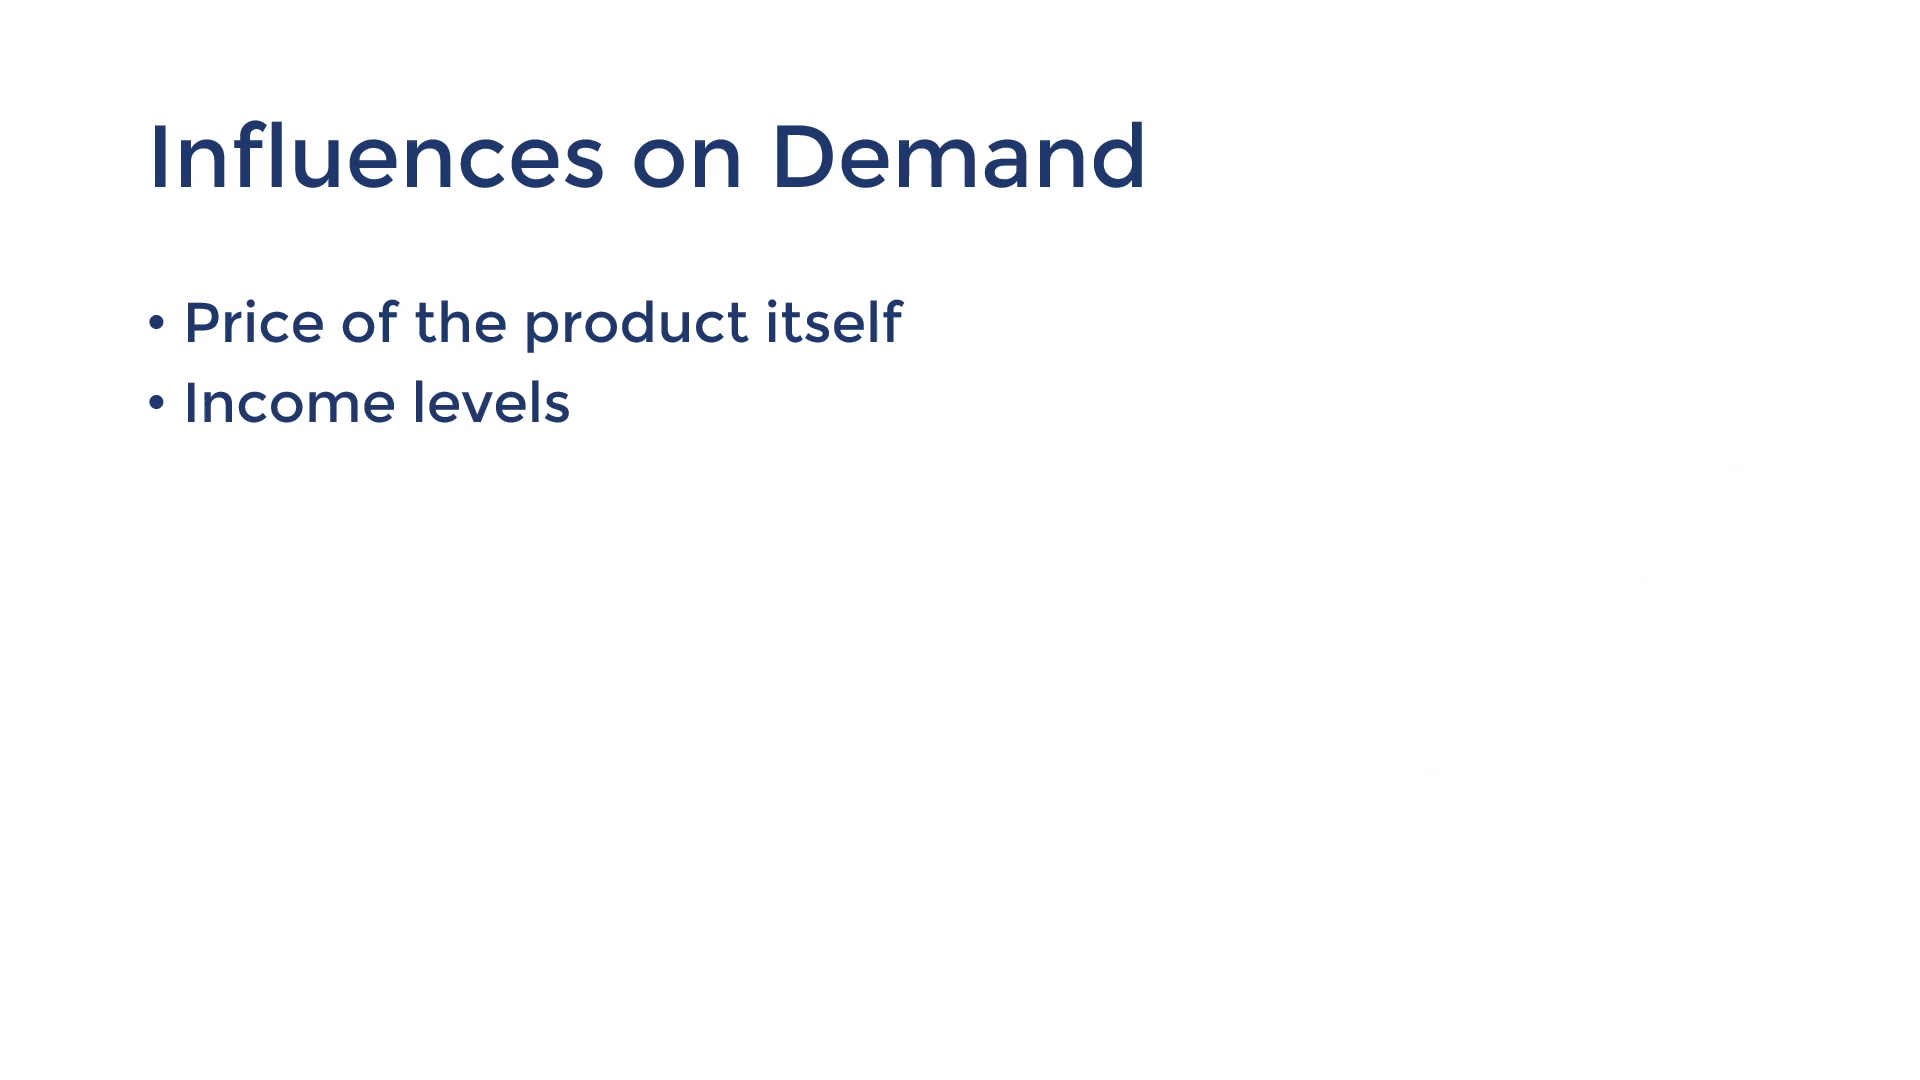 Influences on Demand
• Price of the product itself
• Income levels